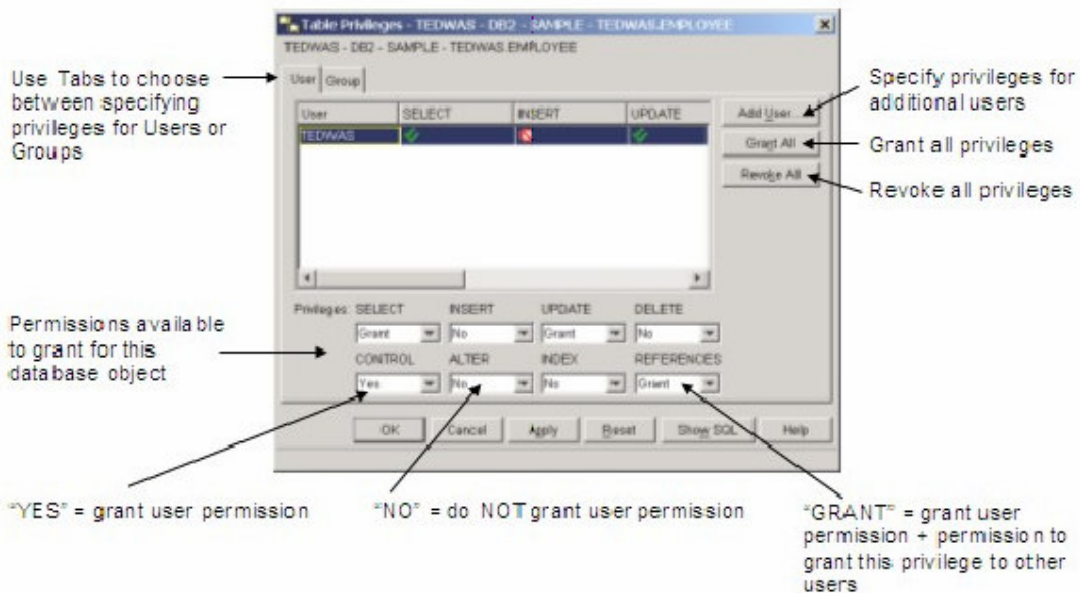 Table Privileges - TEDWAS - DB2 - SAMPLE - TEDWAS.EMPLOYEE
TEDWAS - DB2 - SAMPLE - TEDWAS.EMPLOYEE
Use Tabs to choose
between specifying
privileges for Users or
Groups
User Group
User SELECT INSERT UPDATE
TEDWAS
Add User...
Grant All
Revoke All
Specify privileges for
additional users
Grant all privileges
Revoke all privileges
Permissions available
to grant for this
database object
Privileges: SELECT INSERT UPDATE DELETE
Grant No Grant No
CONTROL ALTER INDEX REFERENCES
Yes No No Grant
OK Cancel Apply Reset Show SQL Help
"YES" = grant user permission
"NO" = do NOT grant user permission
"GRANT" = grant user
permission + permission to
grant this privilege to other
users